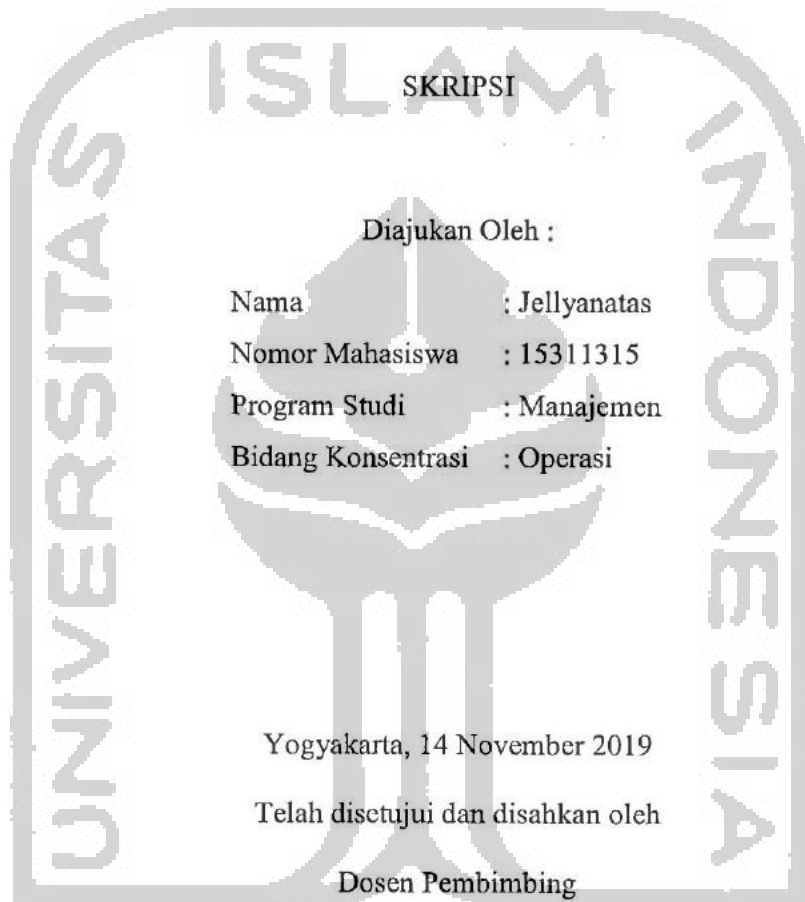 UNIVERSITAS
ISLAM
INDONESIA
SKRIPSI
Diajukan Oleh :
Nama : Jellyanatas
Nomor Mahasiswa : 15311315
Program Studi : Manajemen
Bidang Konsentrasi : Operasi
Yogyakarta, 14 November 2019
Telah disetujui dan disahkan oleh
Dosen Pembimbing